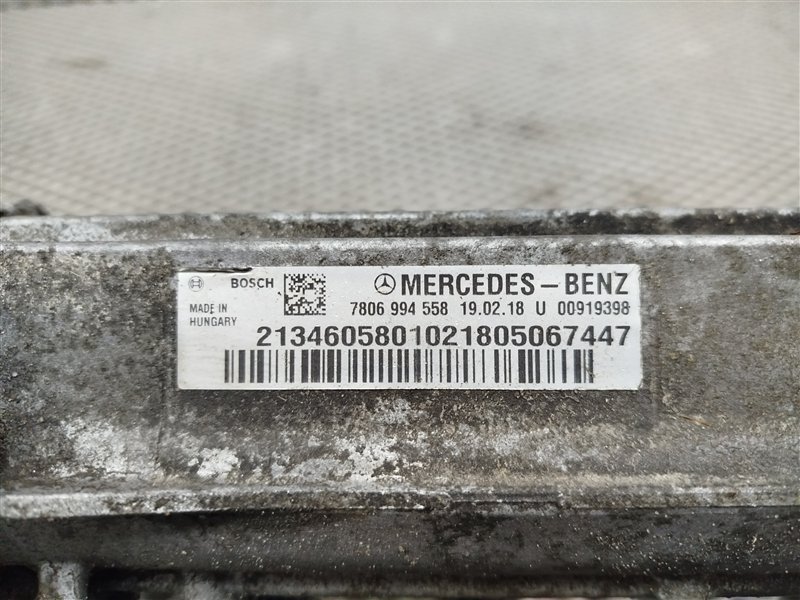 BOSCH MERCEDES-BENZ
MADE IN HUNGARY
7806 994 558 19.02.18 U 00919398
2134605801021805067447